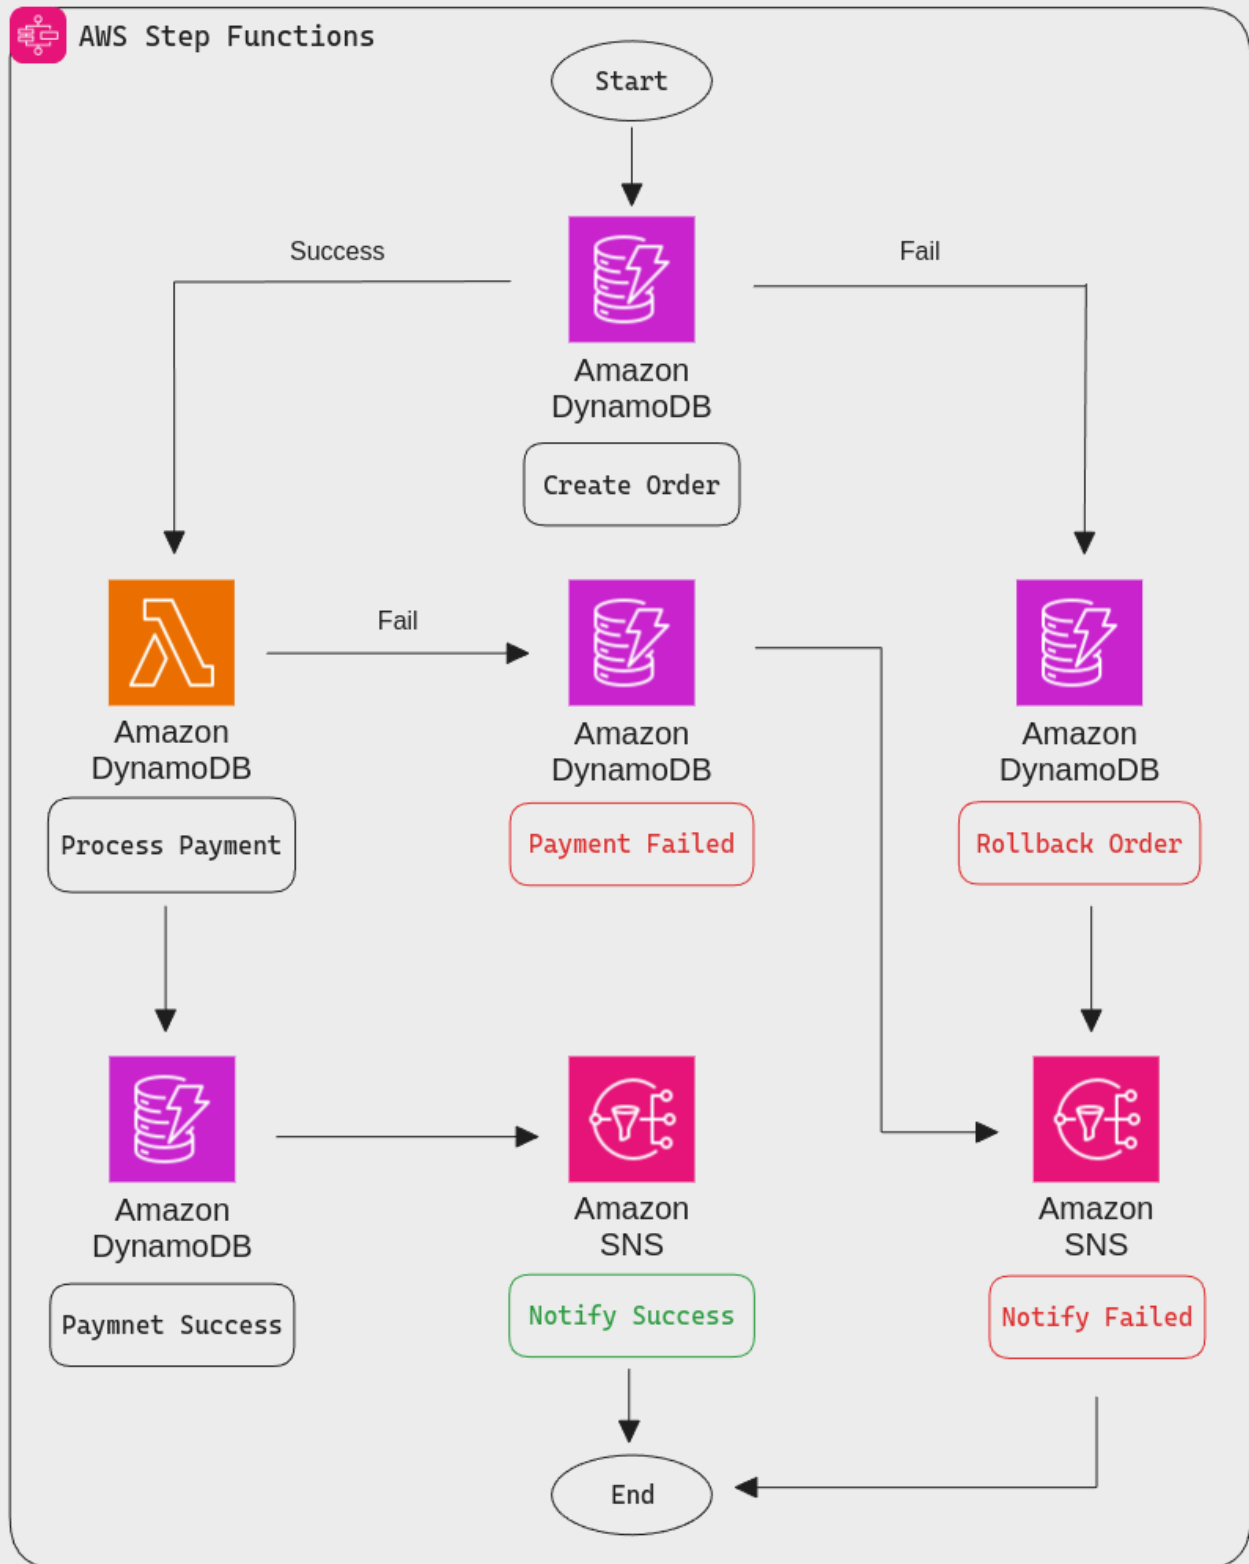 AWS Step Functions
Start
Success
Fail
Amazon
DynamoDB
Create Order
Fail
Amazon
DynamoDB
Process Payment
Amazon
DynamoDB
Payment Failed
Amazon
DynamoDB
Rollback Order
Amazon
DynamoDB
Paymnet Success
Amazon
SNS
Notify Success
Amazon
SNS
Notify Failed
End